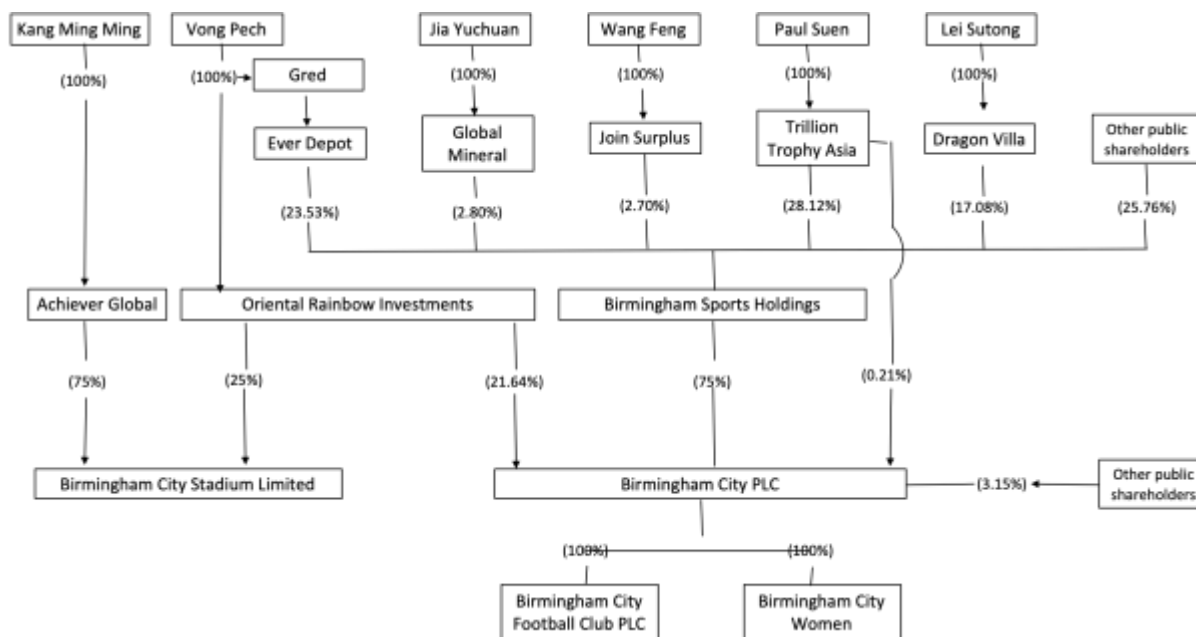 Kang Ming Ming
Vong Pech
Jia Yuchuan
Wang Feng
Paul Suen
Lei Sutong
(100%)
(100%)
Gred
(100%)
(100%)
(100%)
(100%)
Ever Depot
Global
Mineral
Join Surplus
Trillion
Trophy Asia
Dragon Villa
Other public
shareholders
(23.53%)
(2.80%)
(2.70%)
(28.12%)
(17.08%)
(25.76%)
Achiever Global
Oriental Rainbow Investments
Birmingham Sports Holdings
(75%)
(25%)
(21.64%)
(75%)
(0.21%)
Birmingham City Stadium Limited
Birmingham City PLC
(3.15%)
Other public
shareholders
(100%)
(100%)
Birmingham City
Football Club PLC
Birmingham City
Women